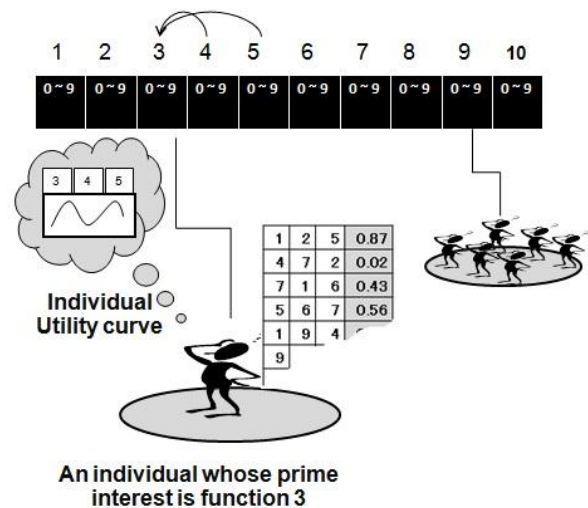 1 2 3 4 5 6 7 8 9 10
0~9 0~9 0~9 0~9 0~9 0~9 0~9 0~9 0~9 0~9
3 4 5
Individual
Utility curve
1 2 5 0.87
4 7 2 0.02
7 1 6 0.43
5 6 7 0.56
1 9 4
9
An individual whose prime
interest is function 3